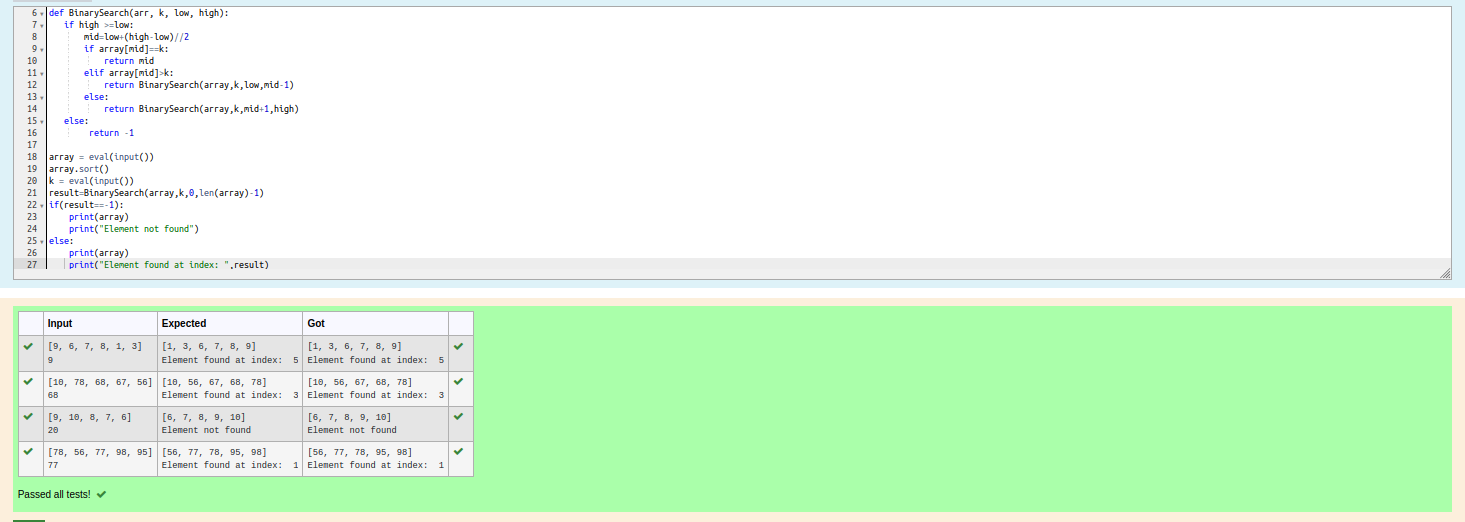 6 def BinarySearch(arr, k, low, high):
7 if high >=low:
8 mid=low+(high-low)//2
9 if array[mid]==k:
10 return mid
11 elif array[mid]>k:
12 return BinarySearch(array,k,low,mid-1)
13 else:
14 return BinarySearch(array,k,mid+1,high)
15 else:
16 return -1
17
18 array = eval(input())
19 array.sort()
20 k = eval(input())
21 result=BinarySearch(array,k,0,len(array)-1)
22 if(result==-1):
23 print(array)
24 print("Element not found")
25 else:
26 print(array)
27 print("Element found at index: ",result)
Input Expected Got
[9, 6, 7, 8, 1, 3] [1, 3, 6, 7, 8, 9] [1, 3, 6, 7, 8, 9]
9 Element found at index:  5 Element found at index:  5
[10, 78, 68, 67, 56] [10, 56, 67, 68, 78] [10, 56, 67, 68, 78]
68 Element found at index:  3 Element found at index:  3
[9, 10, 8, 7, 6] [6, 7, 8, 9, 10] [6, 7, 8, 9, 10]
20 Element not found Element not found
[78, 56, 77, 98, 95] [56, 77, 78, 95, 98] [56, 77, 78, 95, 98]
77 Element found at index:  1 Element found at index:  1
Passed all tests!